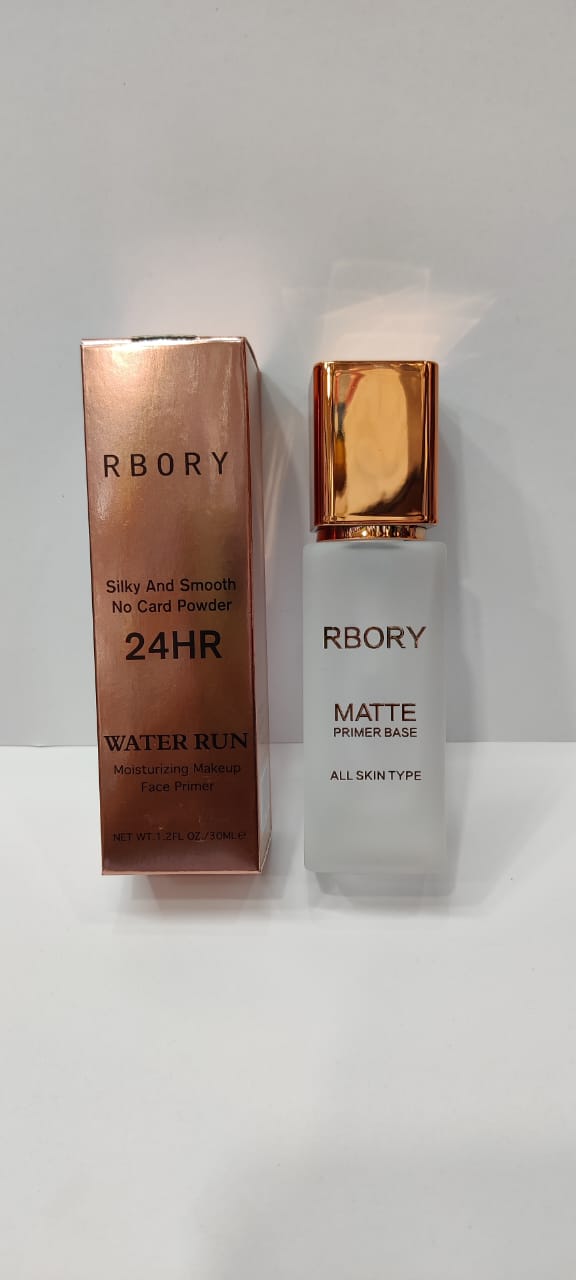 RBORY
Silky And Smooth
No Card Powder
24HR
WATER RUN
Moisturizing Makeup
Face Primer
NET WT.1.2FL OZ./30ML℮
RBORY
MATTE
PRIMER BASE
ALL SKIN TYPE